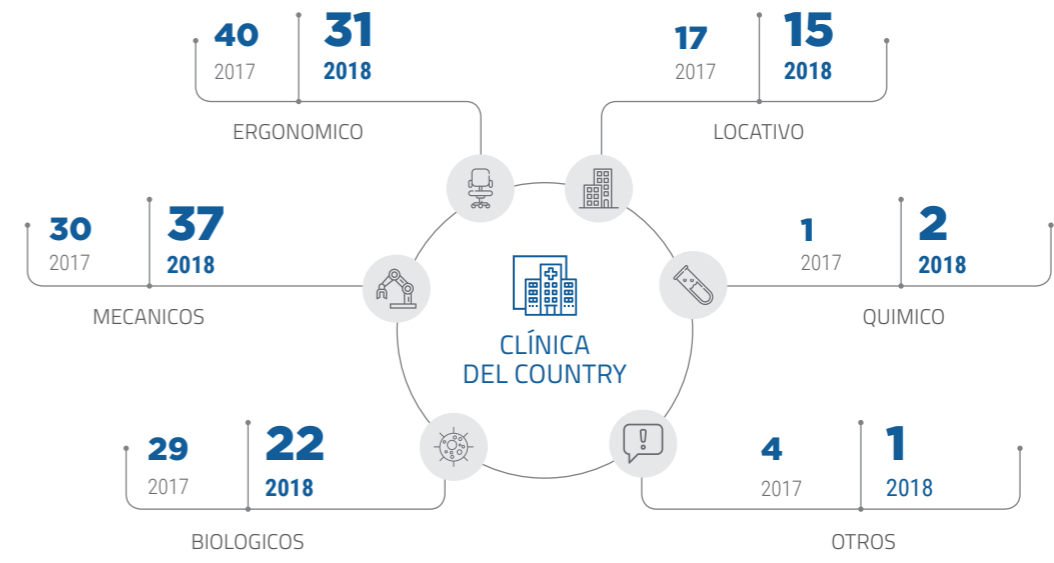 40 31
2017 2018
ERGONOMICO
17 15
2017 2018
LOCATIVO
30 37
2017 2018
MECANICOS
1 2
2017 2018
QUIMICO
CLÍNICA
DEL COUNTRY
29 22
2017 2018
BIOLOGICOS
4 1
2017 2018
OTROS